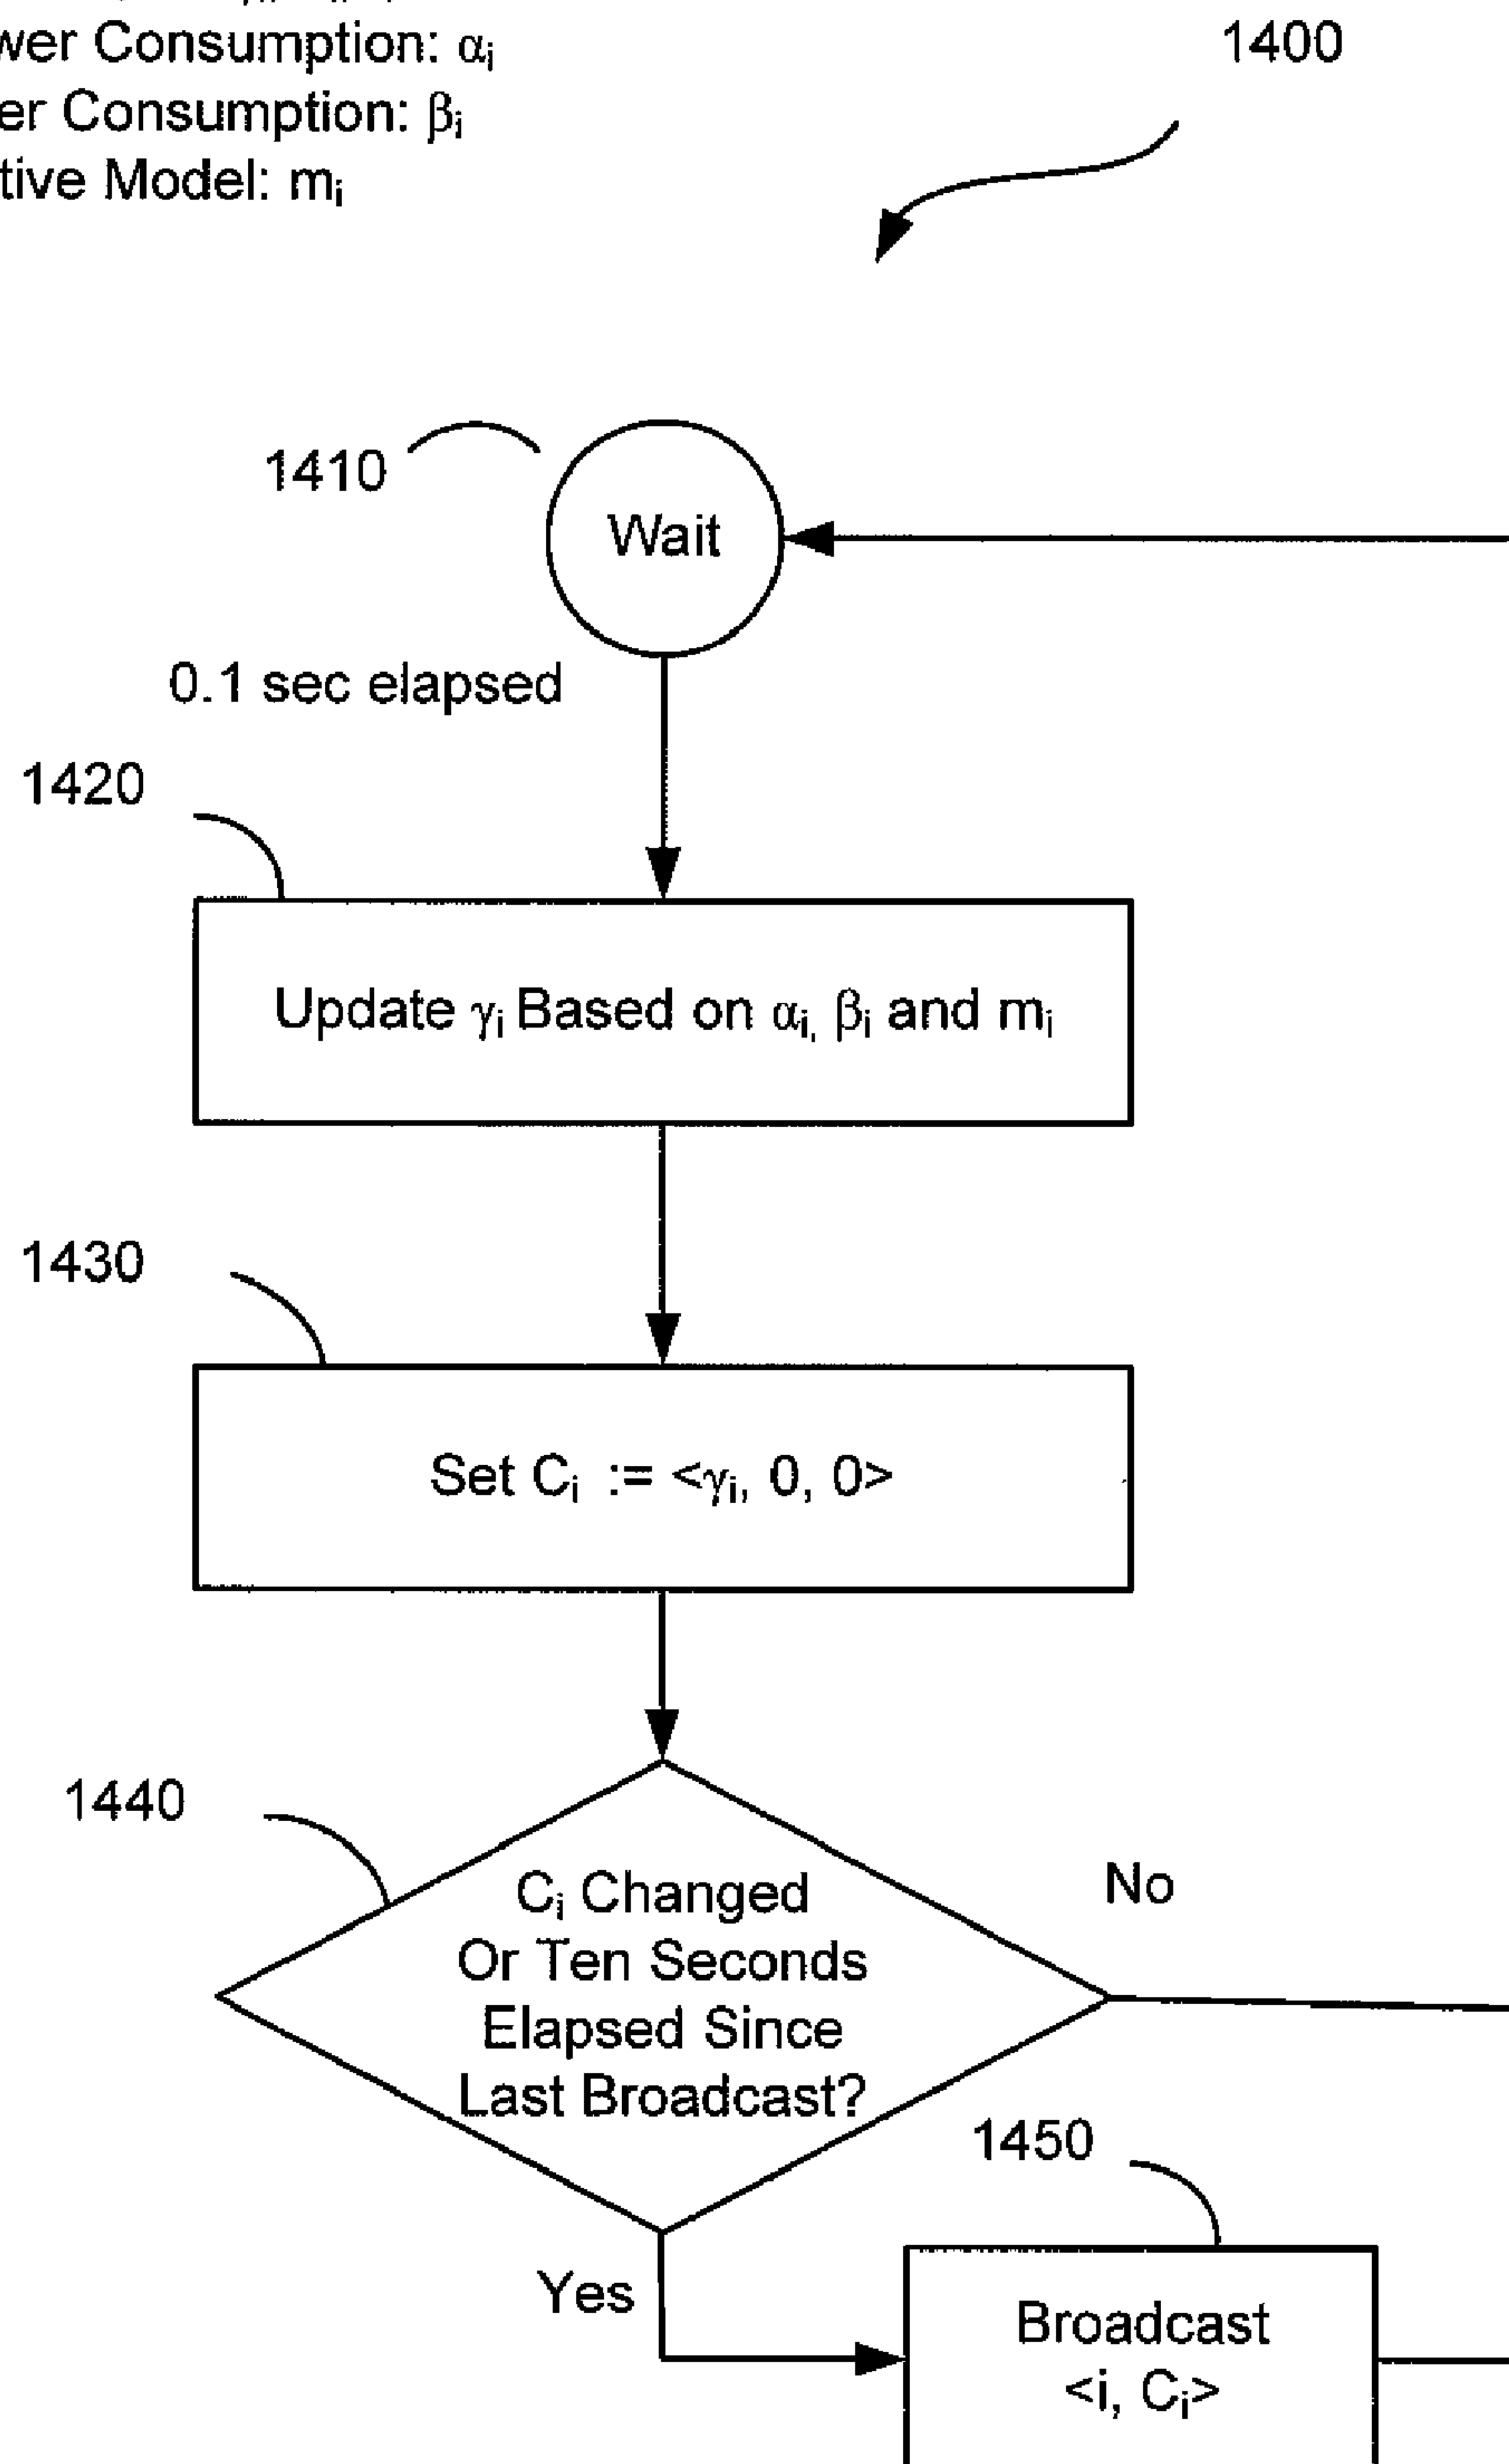 wer Consumption: αᵢ
1400
er Consumption: βᵢ
tive Model: mᵢ
1410
Wait
0.1 sec elapsed
1420
Update γᵢ Based on αᵢ, βᵢ and mᵢ
1430
Set Cᵢ := <γᵢ, 0, 0>
1440
Cᵢ Changed
Or Ten Seconds
Elapsed Since
Last Broadcast?
No
1450
Yes
Broadcast
<i, Cᵢ>